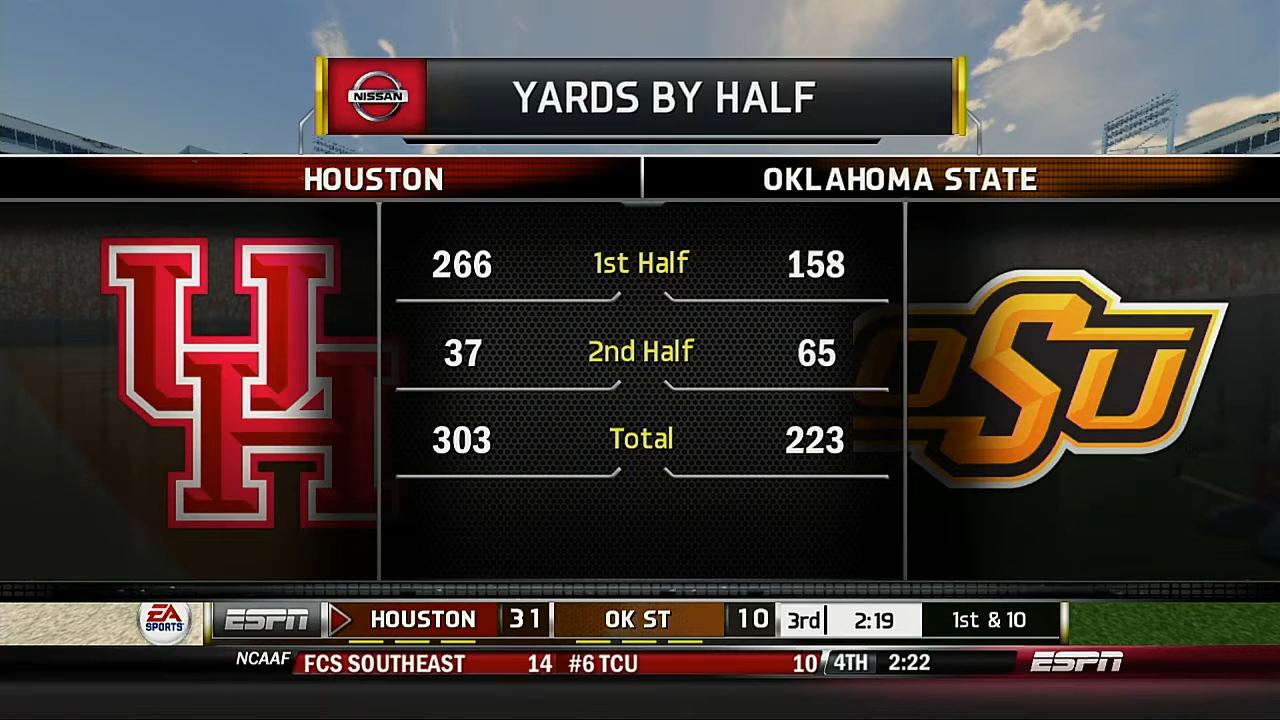 NISSAN YARDS BY HALF
HOUSTON OKLAHOMA STATE
266 1st Half 158
37 2nd Half 65
303 Total 223
UH
OSU
EA SPORTS ESPN HOUSTON 31 OK ST 10 3rd 2:19 1st & 10
NCAAF FCS SOUTHEAST 14 #6 TCU 10 4TH 2:22 ESPN